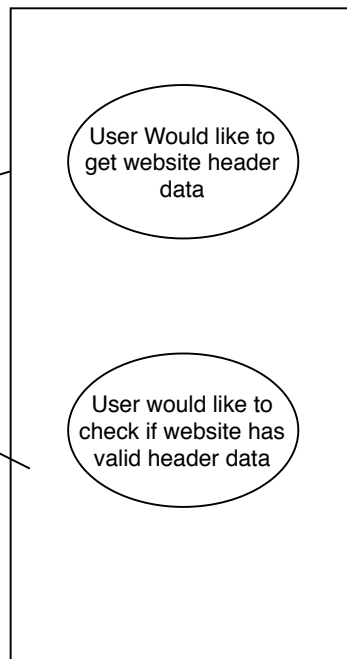 User Would like to
get website header
data
User would like to
check if website has
valid header data